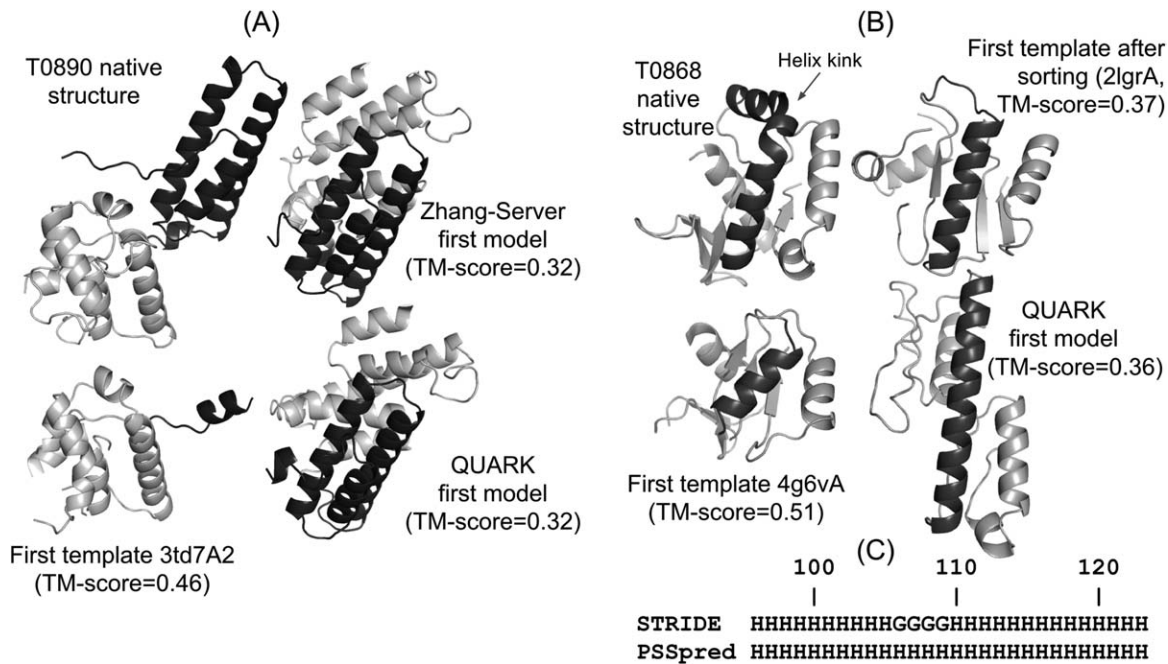 (A)
T0890 native
structure
Zhang-Server
first model
(TM-score=0.32)
QUARK
first model
(TM-score=0.32)
First template 3td7A2
(TM-score=0.46)
(B)
T0868
native
structure
Helix kink
First template after
sorting (2lgrA,
TM-score=0.37)
QUARK
first model
(TM-score=0.36)
First template 4g6vA
(TM-score=0.51)
(C)
100 110 120
STRIDE HHHHHHHHHHGGGGHHHHHHHHHHHHHH
PSSpred HHHHHHHHHHHHHHHHHHHHHHHHHHHH